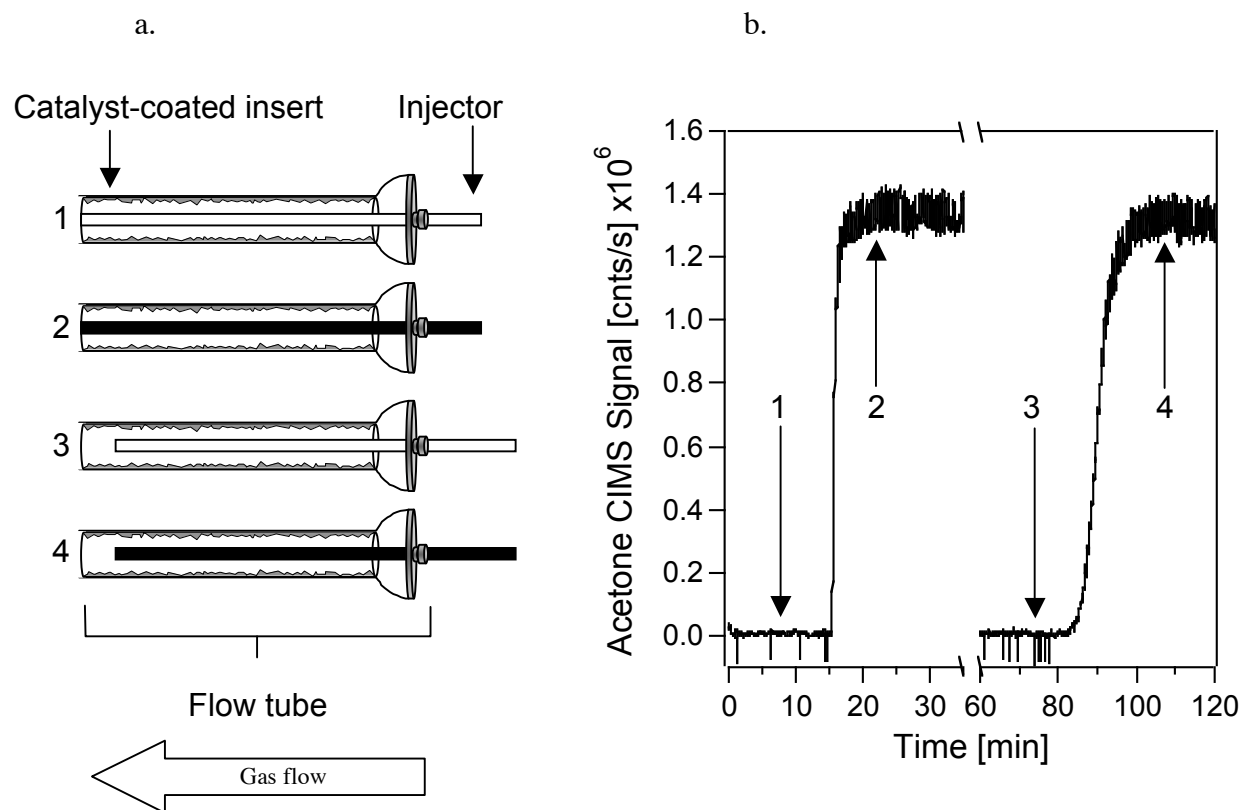 a.
Catalyst-coated insert Injector
1
2
3
4
Flow tube
Gas flow
b.
Acetone CIMS Signal [cnts/s] x10⁶
1.6
1.4
1.2
1.0
0.8
0.6
0.4
0.2
0.0
1 2 3 4
0 10 20 30 60 80 100 120
Time [min]